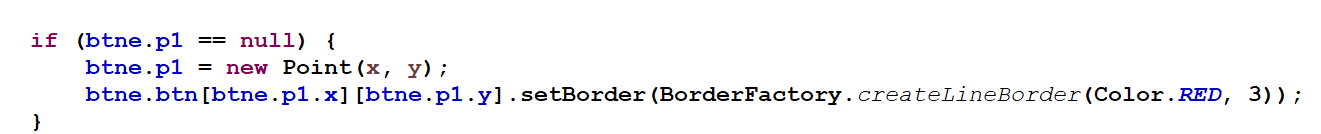 if (btne.p1 == null) {
    btne.p1 = new Point(x, y);
    btne.btn[btne.p1.x][btne.p1.y].setBorder(BorderFactory.createLineBorder(Color.RED, 3));
}